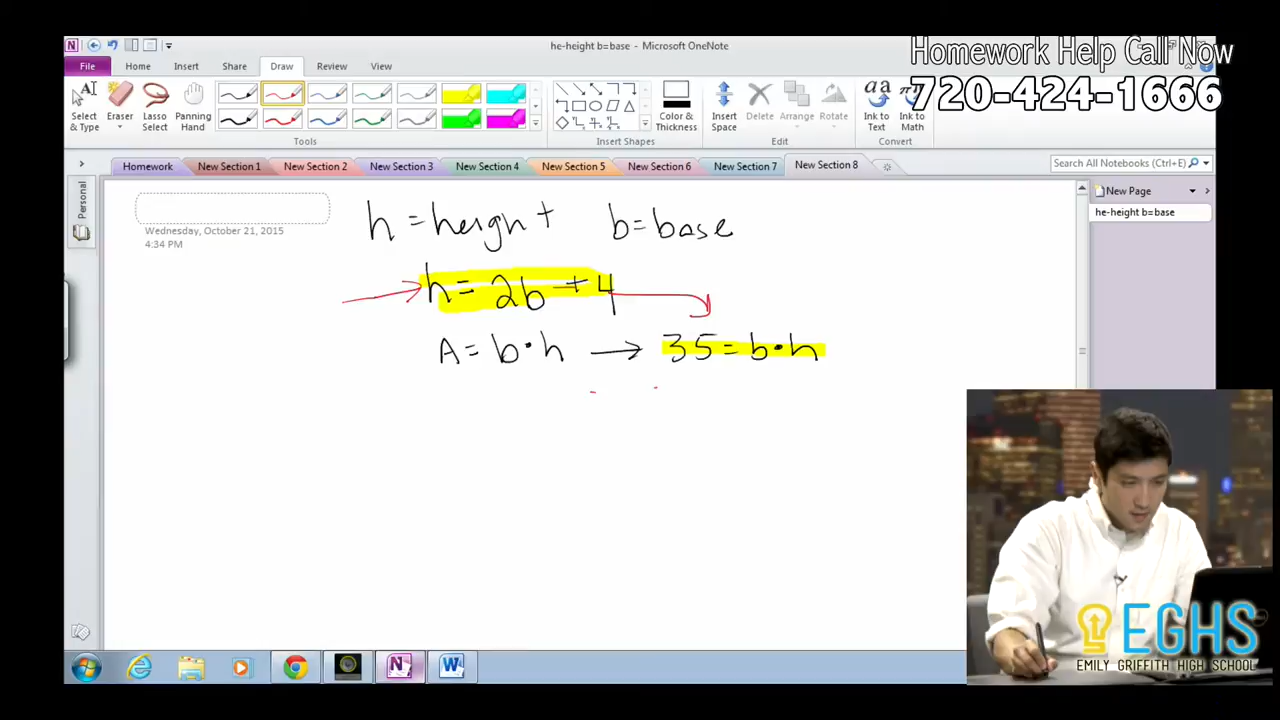 he-height b=base - Microsoft OneNote
Homework Help Call Now
720-424-1666
File Home Insert Share Draw Review View
Select & Type
Eraser
Lasso Select
Panning Hand
Color & Thickness
Insert Space
Delete
Arrange
Rotate
Ink to Text
Ink to Math
Tools
Insert Shapes
Edit
Convert
Homework New Section 1 New Section 2 New Section 3 New Section 4 New Section 5 New Section 6 New Section 7 New Section 8
Search All Notebooks (Ctrl+E)
Personal
New Page
he-height b=base
Wednesday, October 21, 2015
4:34 PM
h = height b = base
h = 2b + 4
A = b • h → 35 = b • h
EGHS
EMILY GRIFFITH HIGH SCHOOL